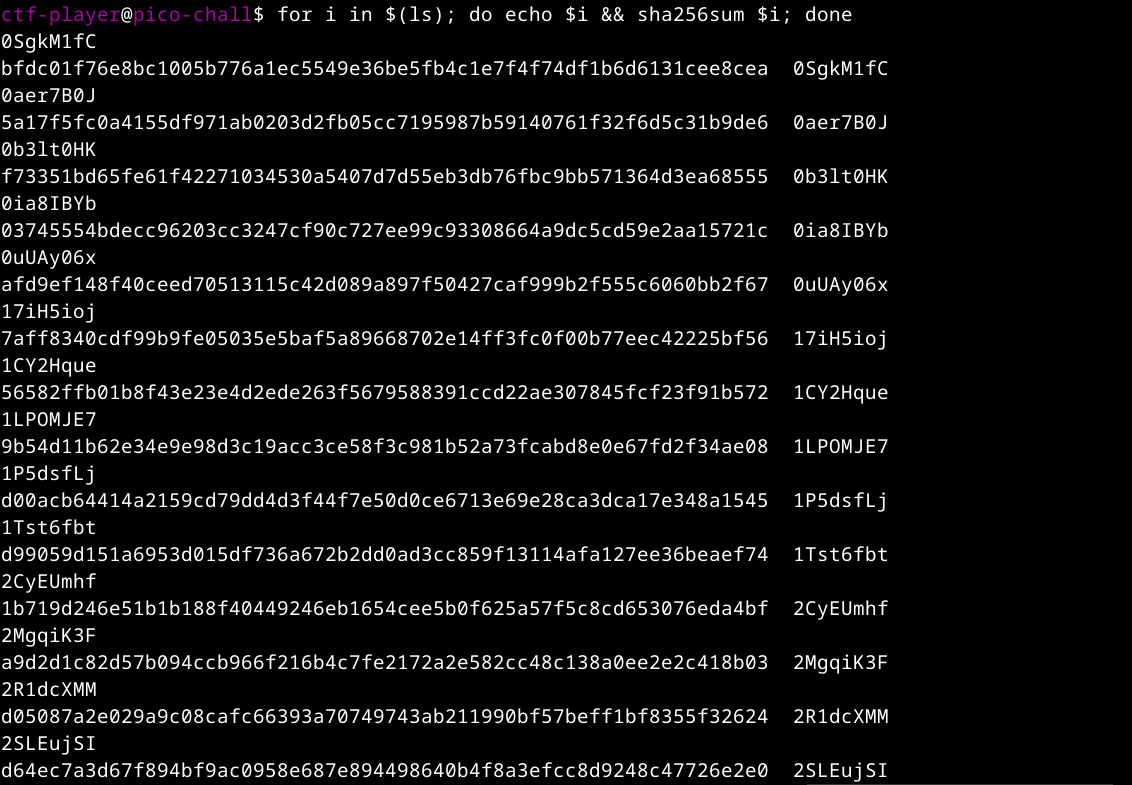 ctf-player@pico-chall$ for i in $(ls); do echo $i && sha256sum $i; done
0SgkM1fC
bfdc01f76e8bc1005b776a1ec5549e36be5fb4c1e7f4f74df1b6d6131cee8cea  0SgkM1fC
0aer7B0J
5a17f5fc0a4155df971ab0203d2fb05cc7195987b59140761f32f6d5c31b9de6  0aer7B0J
0b3lt0HK
f73351bd65fe61f42271034530a5407d7d55eb3db76fbc9bb571364d3ea68555  0b3lt0HK
0ia8IBYb
03745554bdecc96203cc3247cf90c727ee99c93308664a9dc5cd59e2aa15721c  0ia8IBYb
0uUAy06x
afd9ef148f40ceed70513115c42d089a897f50427caf999b2f555c6060bb2f67  0uUAy06x
17iH5ioj
7aff8340cdf99b9fe05035e5baf5a89668702e14ff3fc0f00b77eec42225bf56  17iH5ioj
1CY2Hque
56582ffb01b8f43e23e4d2ede263f5679588391ccd22ae307845fcf23f91b572  1CY2Hque
1LPOMJE7
9b54d11b62e34e9e98d3c19acc3ce58f3c981b52a73fcabd8e0e67fd2f34ae08  1LPOMJE7
1P5dsfLj
d00acb64414a2159cd79dd4d3f44f7e50d0ce6713e69e28ca3dca17e348a1545  1P5dsfLj
1Tst6fbt
d99059d151a6953d015df736a672b2dd0ad3cc859f13114afa127ee36beaef74  1Tst6fbt
2CyEUmhf
1b719d246e51b1b188f40449246eb1654cee5b0f625a57f5c8cd653076eda4bf  2CyEUmhf
2MgqiK3F
a9d2d1c82d57b094ccb966f216b4c7fe2172a2e582cc48c138a0ee2e2c418b03  2MgqiK3F
2R1dcXMM
d05087a2e029a9c08cafc66393a70749743ab211990bf57beff1bf8355f32624  2R1dcXMM
2SLEujSI
d64ec7a3d67f894bf9ac0958e687e894498640b4f8a3efcc8d9248c47726e2e0  2SLEujSI